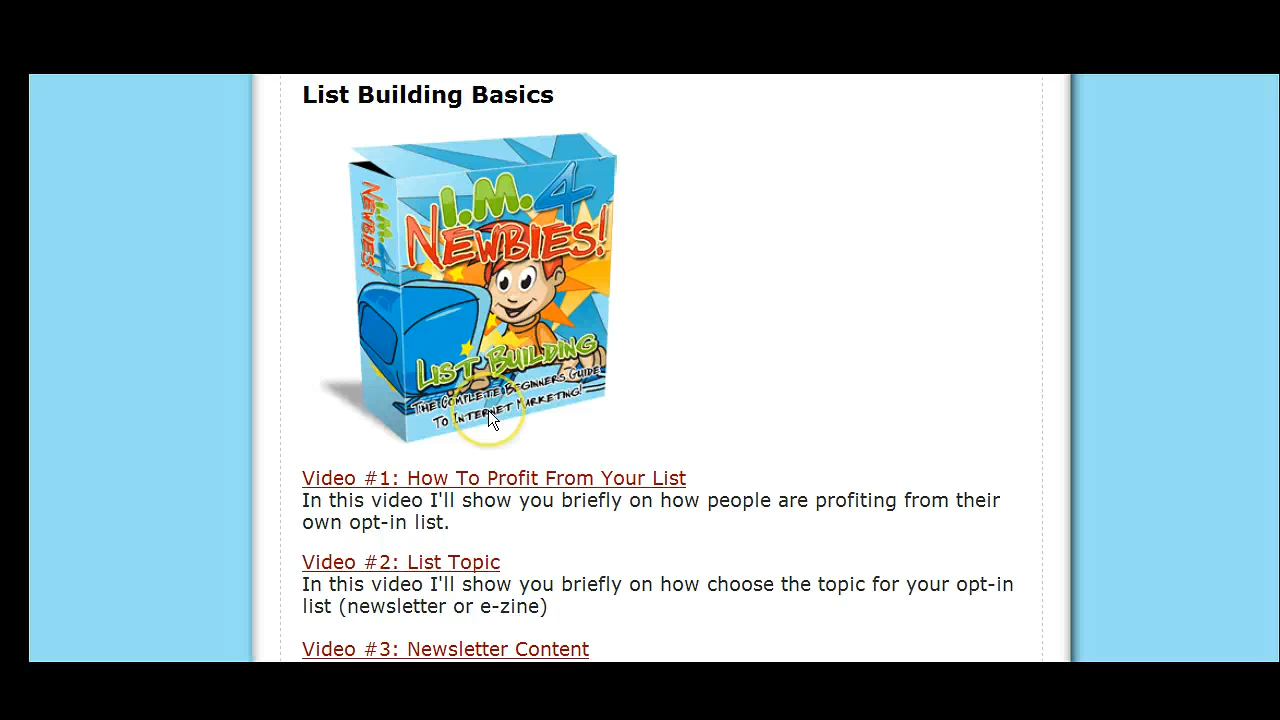 List Building Basics
I.M. 4
NEWBIES!
I.M. 4
NEWBIES!
LIST BUILDING
THE COMPLETE BEGINNERS GUIDE
TO INTERNET MARKETING!
Video #1: How To Profit From Your List
In this video I'll show you briefly on how people are profiting from their
own opt-in list.
Video #2: List Topic
In this video I'll show you briefly on how choose the topic for your opt-in
list (newsletter or e-zine)
Video #3: Newsletter Content